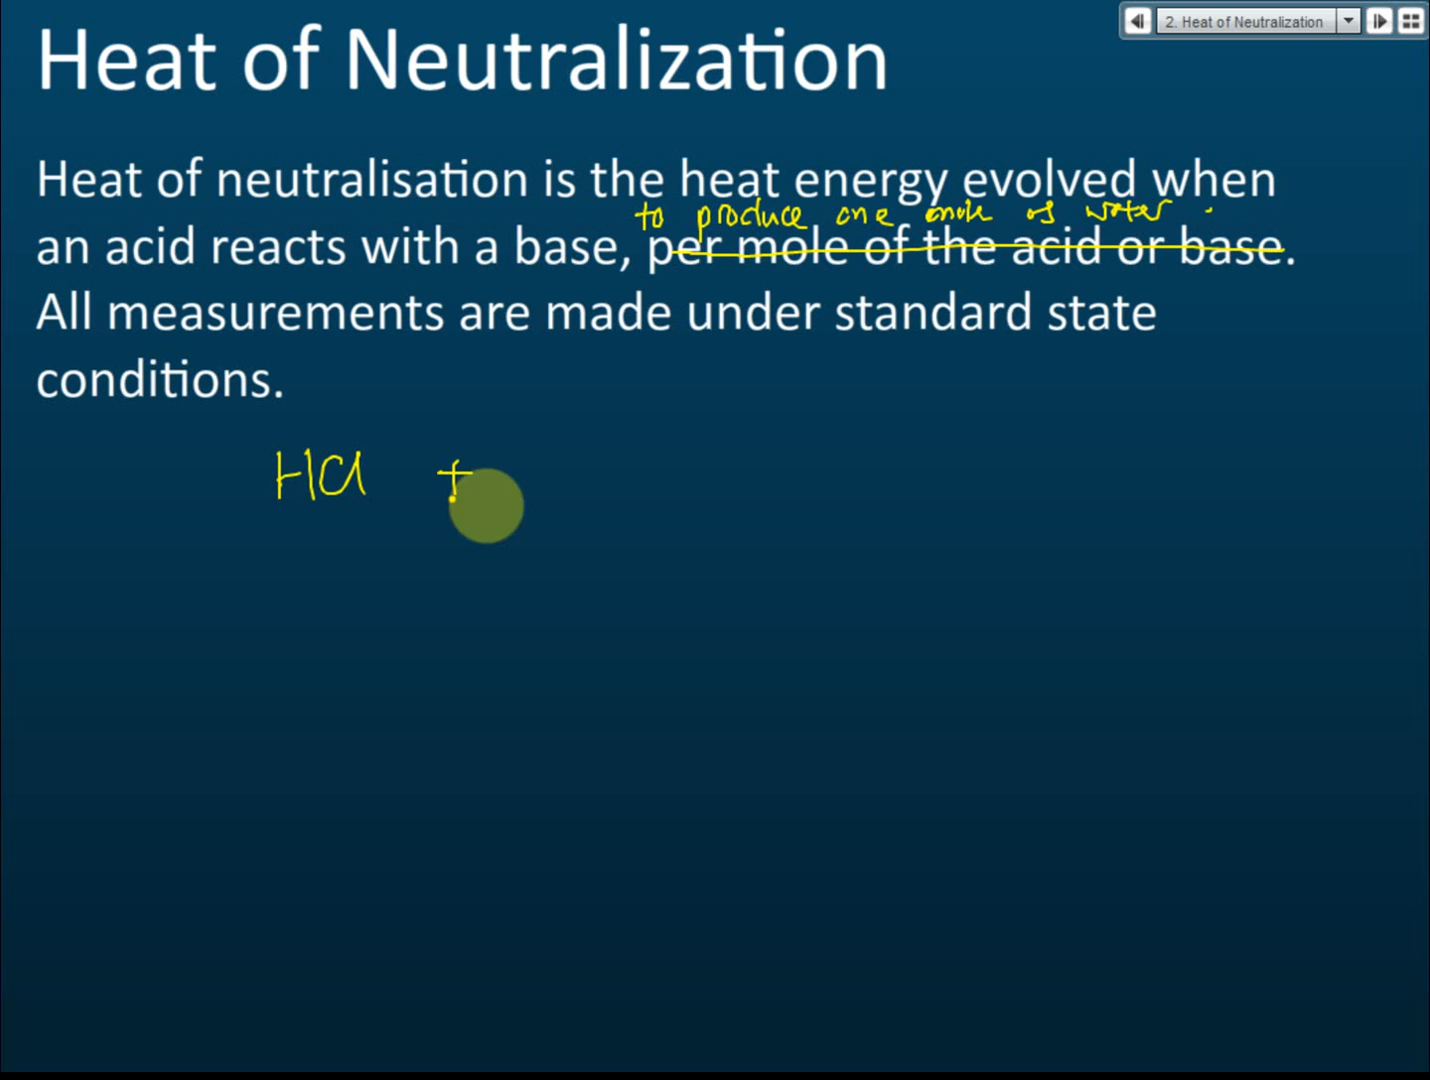 2. Heat of Neutralization
Heat of Neutralization
Heat of neutralisation is the heat energy evolved when
to produce one mole of water.
an acid reacts with a base, per mole of the acid or base.
All measurements are made under standard state
conditions.
HCl +